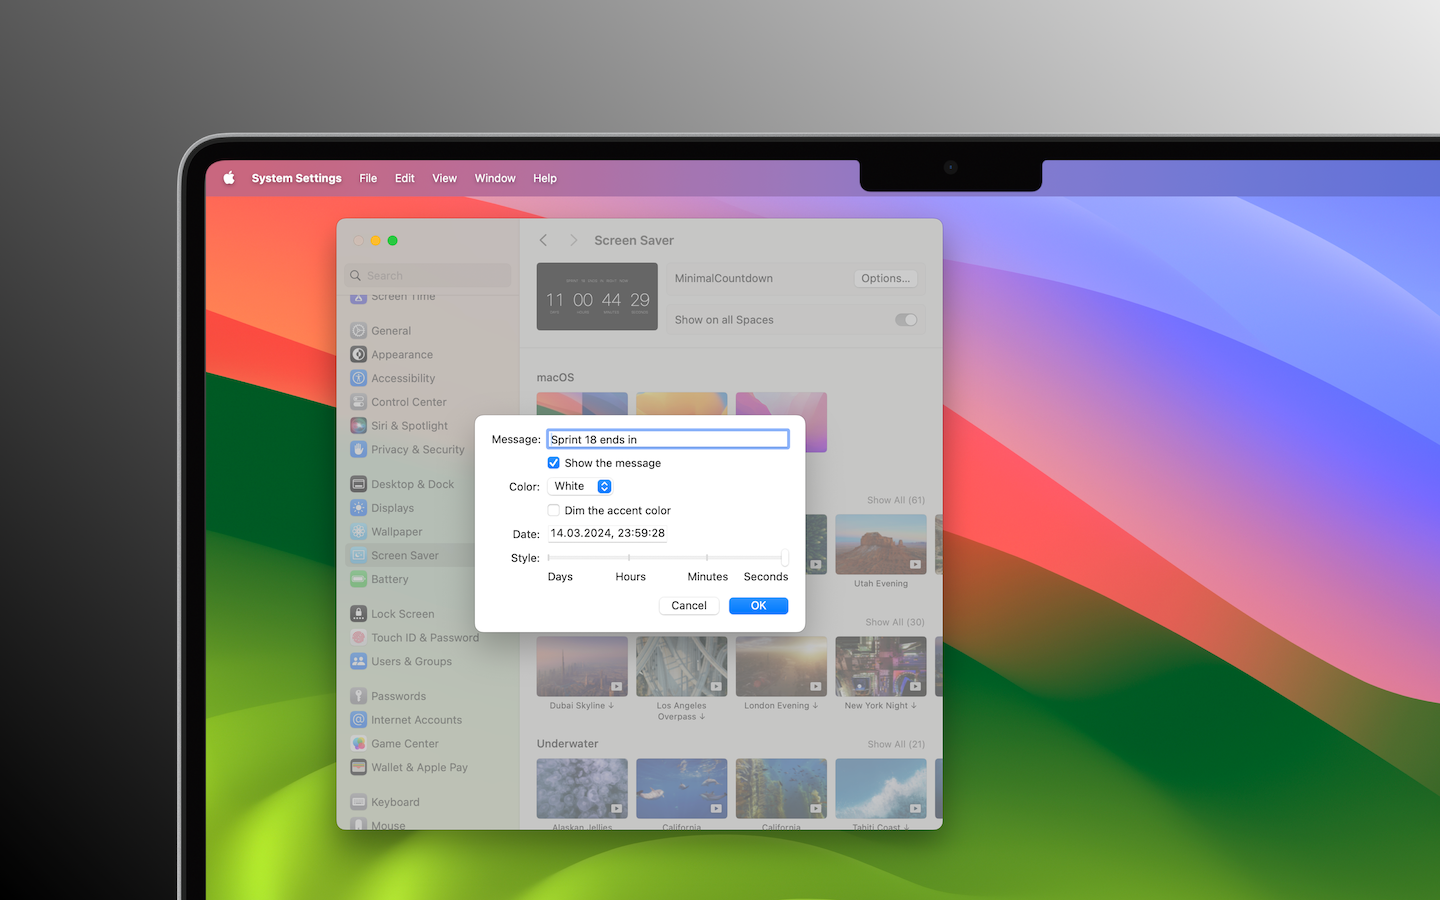 System Settings File Edit View Window Help
Screen Saver
Search
MinimalCountdown
Options...
11 00 44 29
Show on all Spaces
Screen Time
General
Appearance
Accessibility
Control Center
Siri & Spotlight
Privacy & Security
Desktop & Dock
Displays
Wallpaper
Screen Saver
Battery
Lock Screen
Touch ID & Password
Users & Groups
Passwords
Internet Accounts
Game Center
Wallet & Apple Pay
Keyboard
Mouse
macOS
Message: Sprint 18 ends in
Show the message
Color: White
Dim the accent color
Date: 14.03.2024, 23:59:28
Style:
Days Hours Minutes Seconds
Cancel OK
Show All (61)
Utah Evening
Show All (30)
Dubai Skyline ↓
Los Angeles
Overpass ↓
London Evening ↓
New York Night ↓
Underwater
Show All (21)
Alaskan Jellies
California
California
Tahiti Coast ↓